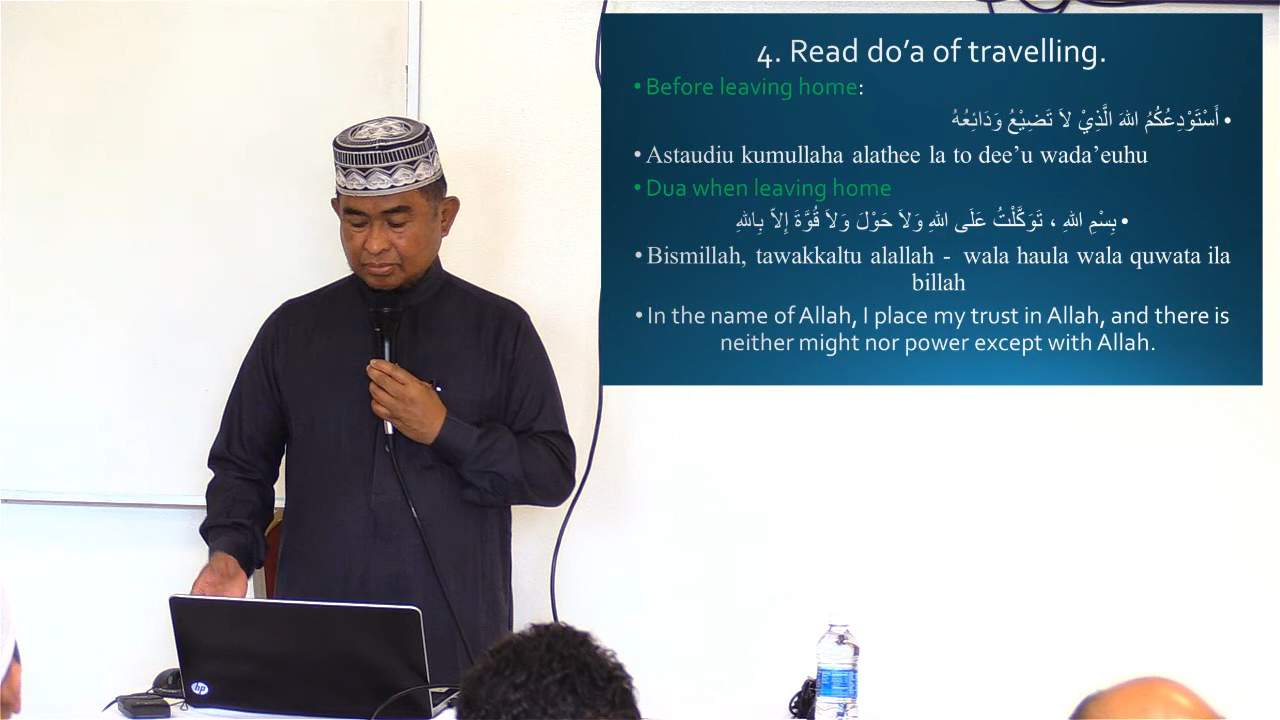 4. Read do’a of travelling.
• Before leaving home:
• أَسْتَوْدِعُكُمُ اللهَ الَّذِيْ لاَ تَضِيْعُ وَدَائِعُهُ
• Astaudiu kumullaha alathee la to dee’u wada’euhu
• Dua when leaving home
• بِسْمِ اللهِ ، تَوَكَّلْتُ عَلَى اللهِ وَلاَ حَوْلَ وَلاَ قُوَّةَ إِلاَّ بِاللهِ
• Bismillah, tawakkaltu alallah - wala haula wala quwata ila
billah
• In the name of Allah, I place my trust in Allah, and there is
neither might nor power except with Allah.
hp